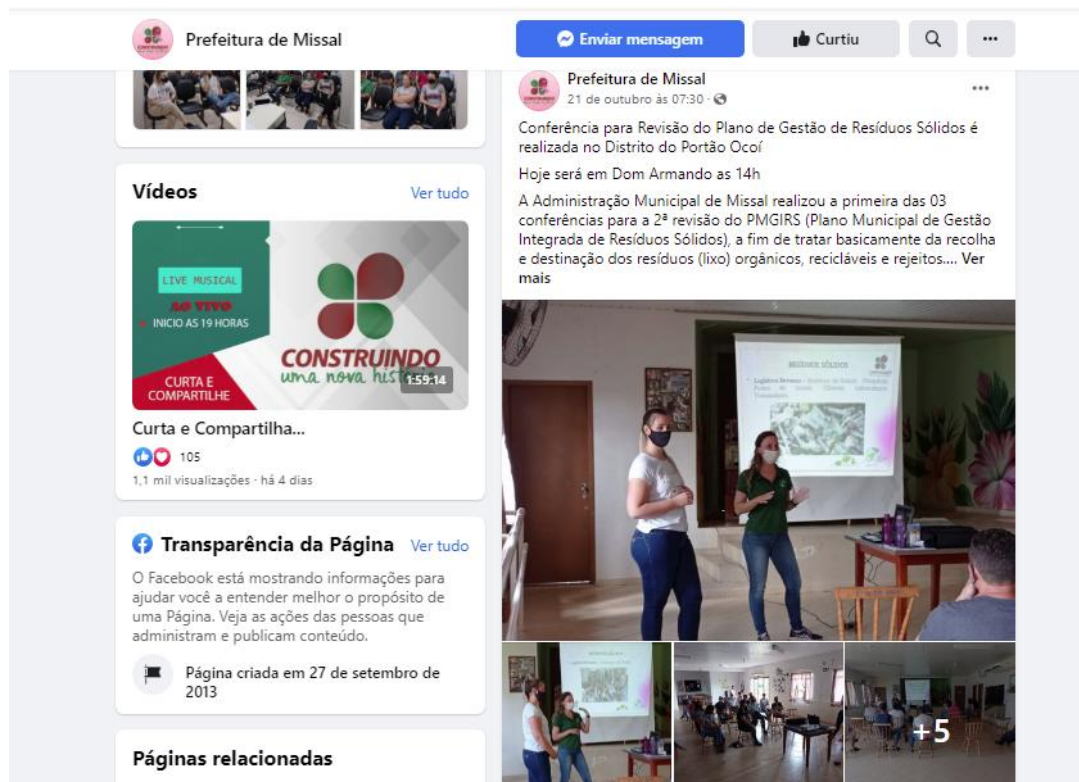 Prefeitura de Missal
Enviar mensagem
Curtiu
Vídeos
Ver tudo
LIVE MUSICAL
AO VIVO
INICIO AS 19 HORAS
CURTA E
COMPARTILHE
CONSTRUINDO
uma nova história
1:59:14
Curta e Compartilha...
105
1,1 mil visualizações · há 4 dias
Transparência da Página
Ver tudo
O Facebook está mostrando informações para
ajudar você a entender melhor o propósito de
uma Página. Veja as ações das pessoas que
administram e publicam conteúdo.
Página criada em 27 de setembro de
2013
Páginas relacionadas
Prefeitura de Missal
21 de outubro às 07:30 ·
Conferência para Revisão do Plano de Gestão de Resíduos Sólidos é
realizada no Distrito do Portão Ocoí
Hoje será em Dom Armando as 14h
A Administração Municipal de Missal realizou a primeira das 03
conferências para a 2ª revisão do PMGIRS (Plano Municipal de Gestão
Integrada de Resíduos Sólidos), a fim de tratar basicamente da recolha
e destinação dos resíduos (lixo) orgânicos, recicláveis e rejeitos.... Ver
mais
RESÍDUOS SÓLIDOS
+5